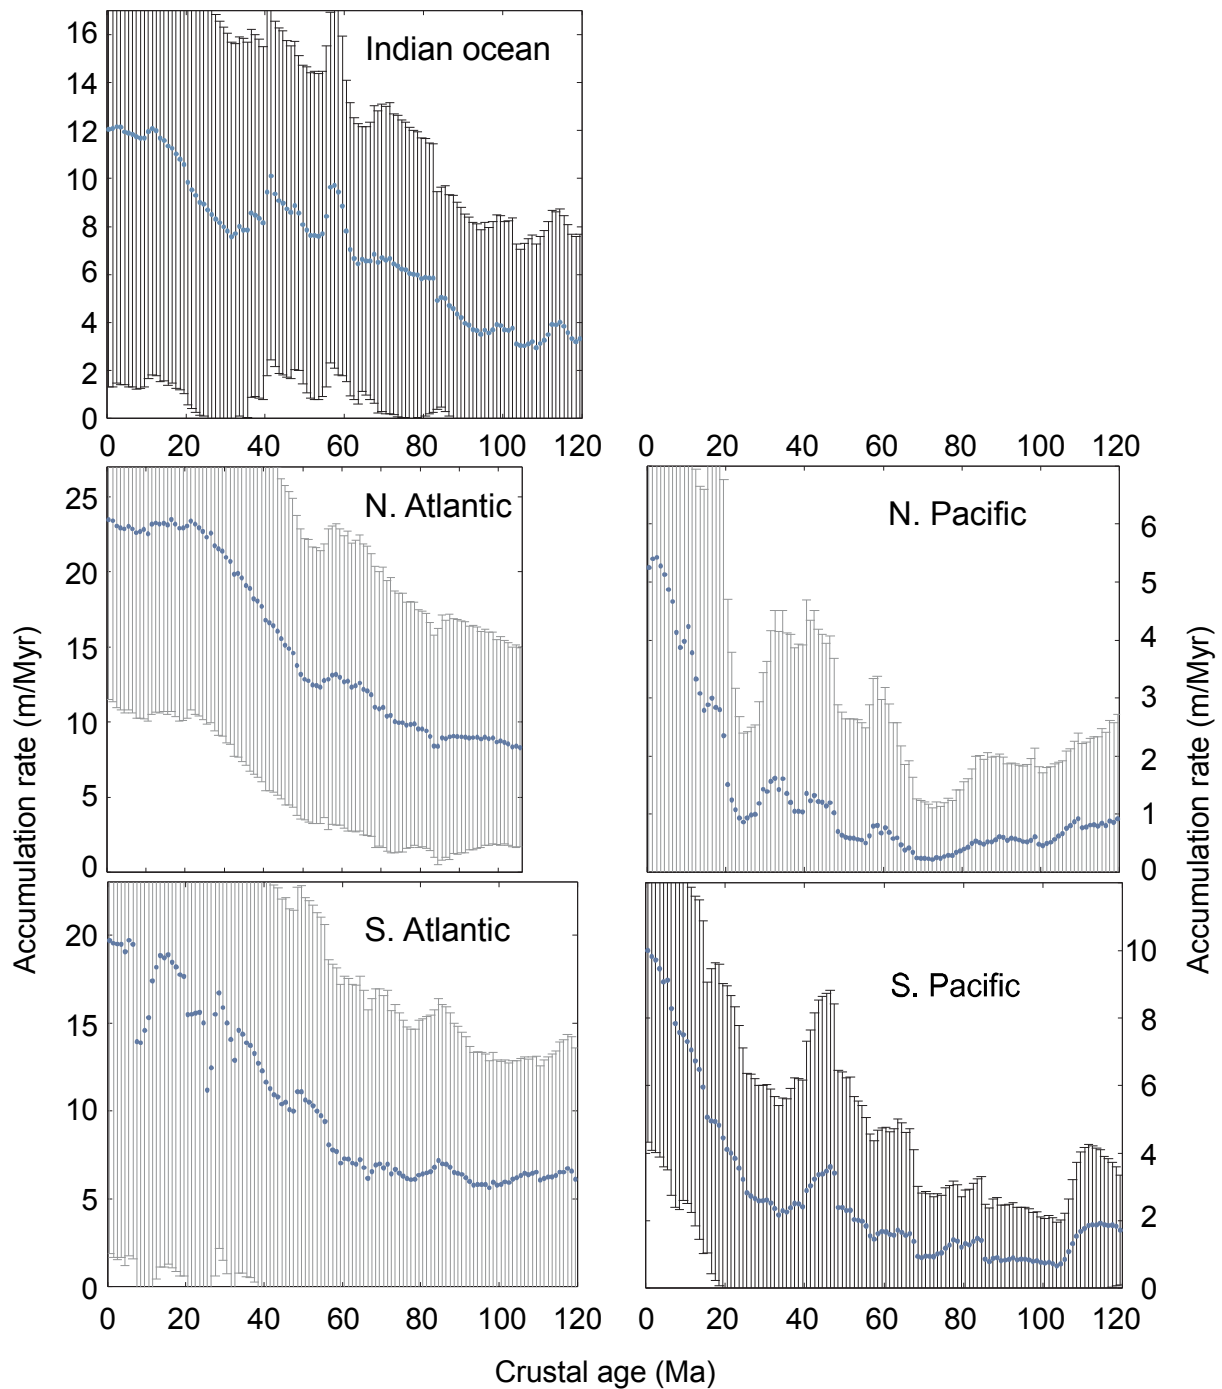 Indian ocean
16
14
12
10
8
6
4
2
0
0 20 40 60 80 100 120
N. Atlantic
25
20
15
10
5
0
Accumulation rate (m/Myr)
0 20 40 60 80 100 120
N. Pacific
6
5
4
3
2
1
0
Accumulation rate (m/Myr)
S. Atlantic
20
15
10
5
0
0 20 40 60 80 100 120
S. Pacific
10
8
6
4
2
0
0 20 40 60 80 100 120
Crustal age (Ma)